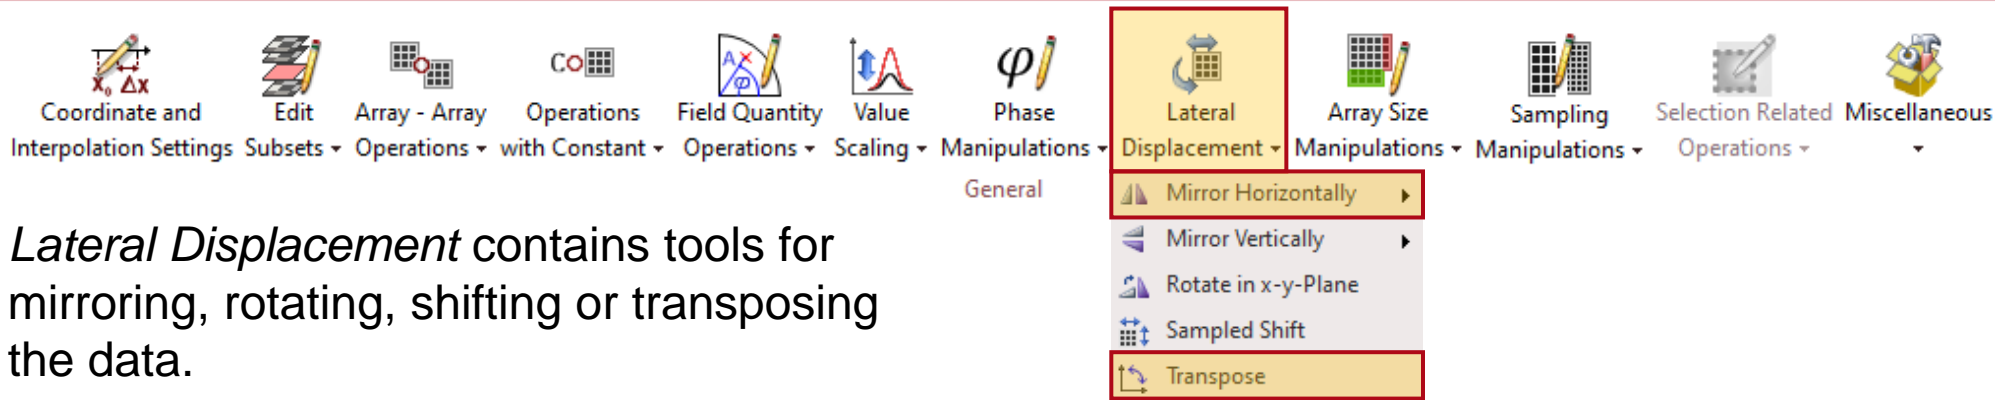 Coordinate and Edit Array - Array Operations Field Quantity Value Phase Lateral Array Size Sampling Selection Related Miscellaneous
Interpolation Settings Subsets Operations with Constant Operations Scaling Manipulations Displacement Manipulations Manipulations Operations
General
Mirror Horizontally
Mirror Vertically
Rotate in x-y-Plane
Sampled Shift
Transpose
Lateral Displacement contains tools for
mirroring, rotating, shifting or transposing
the data.